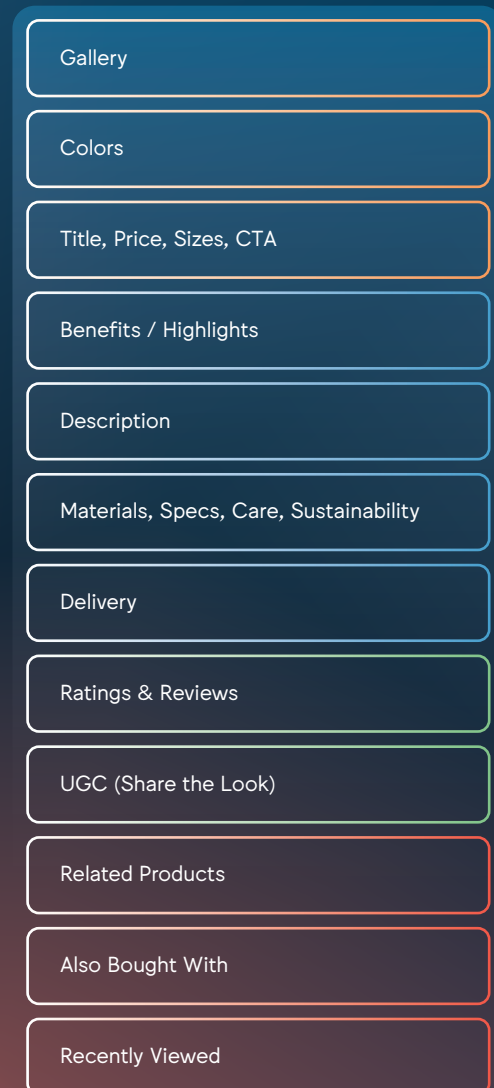 Gallery
Colors
Title, Price, Sizes, CTA
Benefits / Highlights
Description
Materials, Specs, Care, Sustainability
Delivery
Ratings & Reviews
UGC (Share the Look)
Related Products
Also Bought With
Recently Viewed